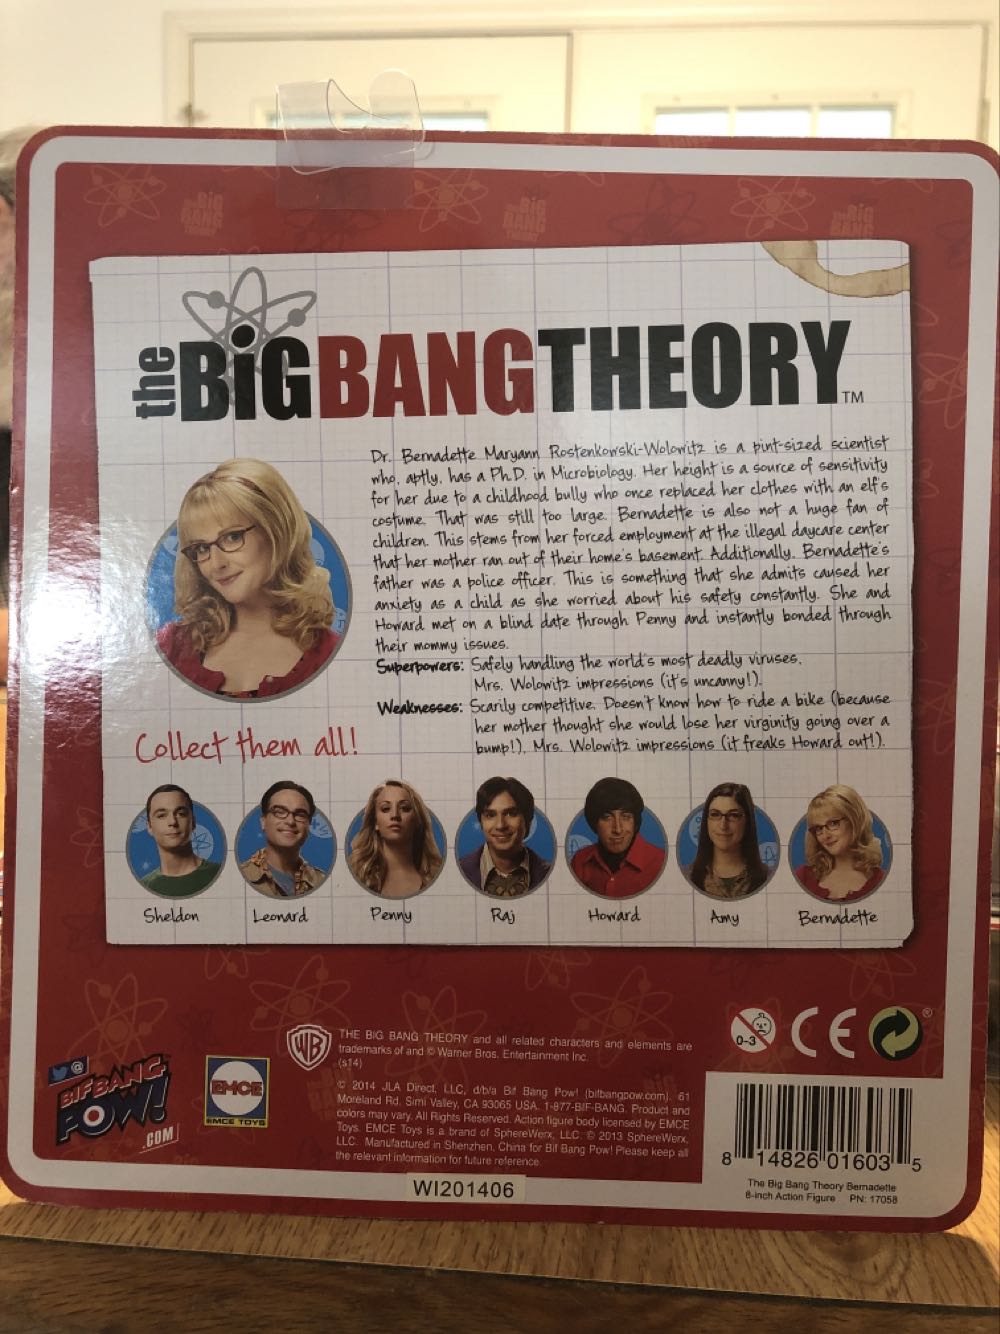 the BIG BANG THEORY™
Dr. Bernadette Maryann Rostenkowski-Wolowitz is a pint-sized scientist
who, aptly, has a Ph.D. in Microbiology. Her height is a source of sensitivity
for her due to a childhood bully who once replaced her clothes with an elf's
costume. That was still too large. Bernadette is also not a huge fan of
children. This stems from her forced employment at the illegal daycare center
that her mother ran out of their home's basement. Additionally, Bernadette's
father was a police officer. This is something that she admits caused her
anxiety as a child as she worried about his safety constantly. She and
Howard met on a blind date through Penny and instantly bonded through
their mommy issues.
Superpowers: Safely handling the world's most deadly viruses.
Mrs. Wolowitz impressions (it's uncanny!).
Weaknesses: Scarily competitive. Doesn't know how to ride a bike (because
her mother thought she would lose her virginity going over a
bump!). Mrs. Wolowitz impressions (it freaks Howard out!).
Collect them all!
Sheldon Leonard Penny Raj Howard Amy Bernadette
WB
THE BIG BANG THEORY and all related characters and elements are
trademarks of and © Warner Bros. Entertainment Inc.
(s14)
0-3 CE ®
@
BIFBANG
POW!
.COM
EMCE
EMCE TOYS
© 2014 JLA Direct, LLC, d/b/a Bif Bang Pow! (bifbangpow.com). 61
Moreland Rd. Simi Valley, CA 93065 USA. 1-877-BIF-BANG. Product and
colors may vary. All Rights Reserved. Action figure body licensed by EMCE
Toys. EMCE Toys is a brand of SphereWerx, LLC. © 2013 SphereWerx,
LLC. Manufactured in Shenzhen, China for Bif Bang Pow! Please keep all
the relevant information for future reference.
8 14826 01603 5
The Big Bang Theory Bernadette
8-inch Action Figure PN: 17058
WI201406